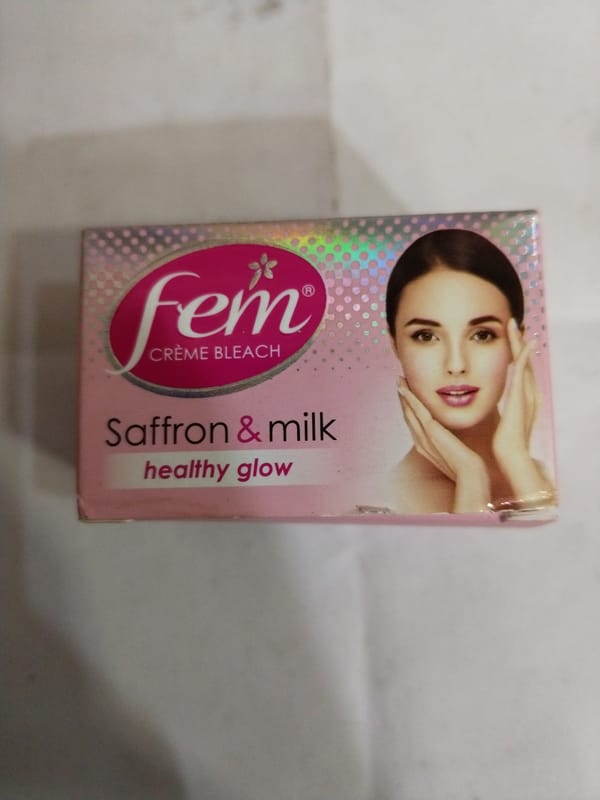 fem®
CRÈME BLEACH
Saffron & milk
healthy glow